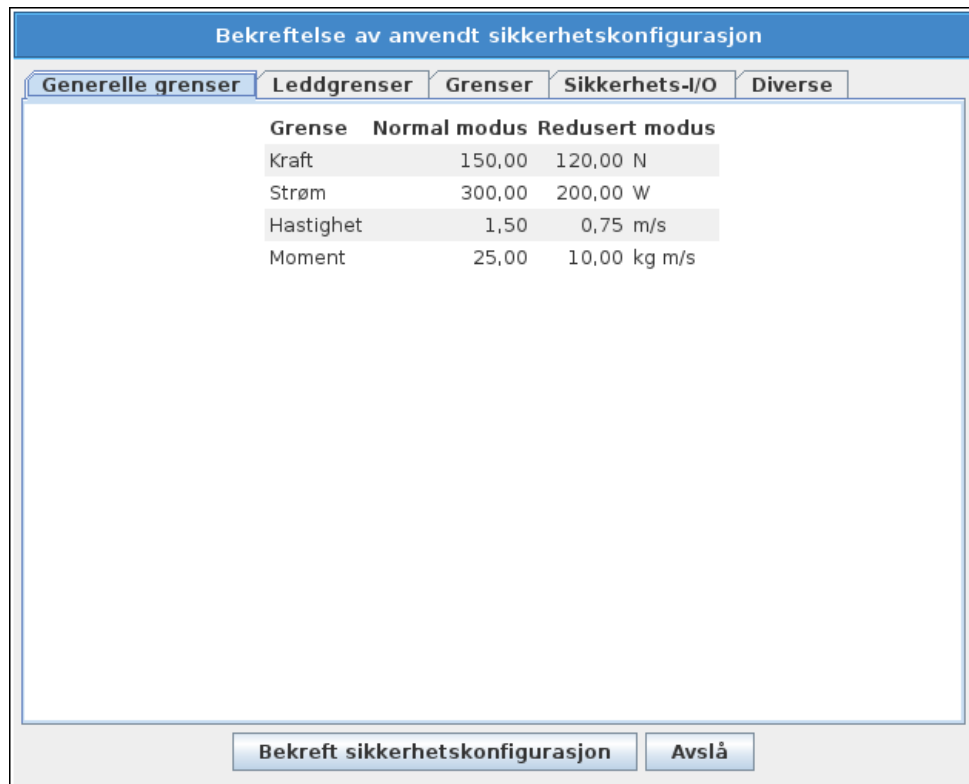 Bekreftelse av anvendt sikkerhetskonfigurasjon
Generelle grenser Leddgrenser Grenser Sikkerhets-I/O Diverse
Grense Normal modus Redusert modus
Kraft 150,00 120,00 N
Strøm 300,00 200,00 W
Hastighet 1,50 0,75 m/s
Moment 25,00 10,00 kg m/s
Bekreft sikkerhetskonfigurasjon Avslå